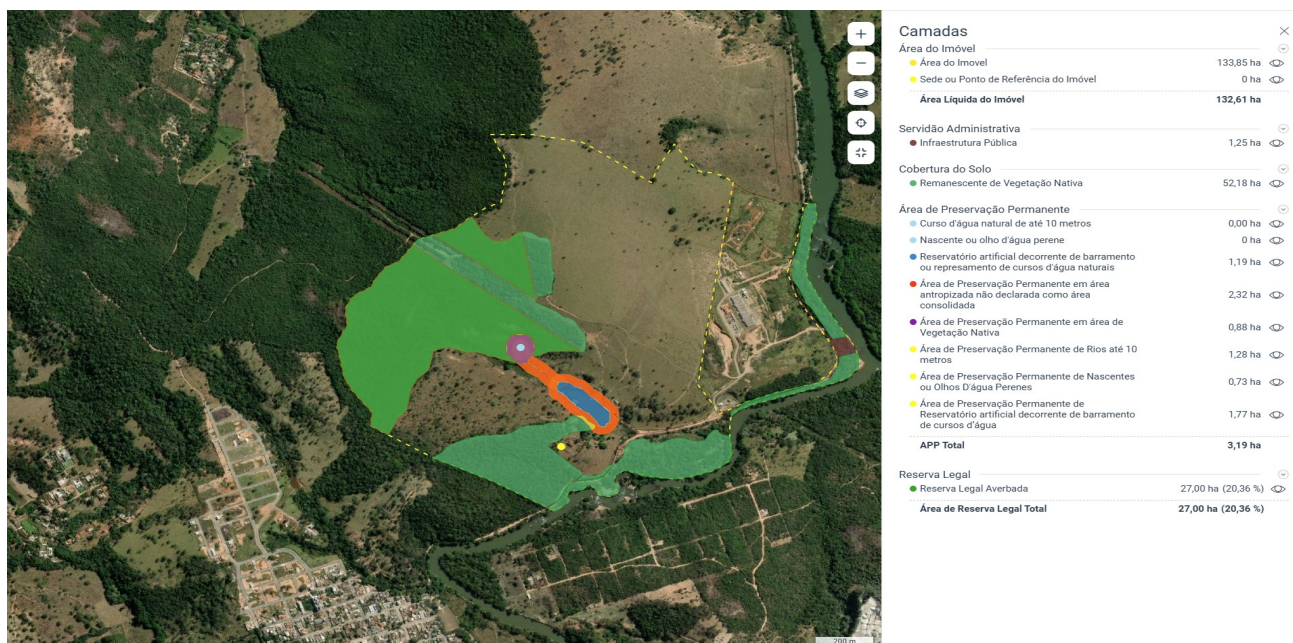 Camadas
Área do Imóvel
Área do Imovel 133,85 ha
Sede ou Ponto de Referência do Imóvel 0 ha
Área Líquida do Imóvel 132,61 ha
Servidão Administrativa
Infraestrutura Pública 1,25 ha
Cobertura do Solo
Remanescente de Vegetação Nativa 52,18 ha
Área de Preservação Permanente
Curso d'água natural de até 10 metros 0,00 ha
Nascente ou olho d'água perene 0 ha
Reservatório artificial decorrente de barramento
ou represamento de cursos d'água naturais 1,19 ha
Área de Preservação Permanente em área
antropizada não declarada como área 2,32 ha
consolidada
Área de Preservação Permanente em área de
Vegetação Nativa 0,88 ha
Área de Preservação Permanente de Rios até 10
metros 1,28 ha
Área de Preservação Permanente de Nascentes
ou Olhos D'água Perenes 0,73 ha
Área de Preservação Permanente de
Reservatório artificial decorrente de barramento 1,77 ha
de cursos d'água
APP Total 3,19 ha
Reserva Legal
Reserva Legal Averbada 27,00 ha (20,36 %)
Área de Reserva Legal Total 27,00 ha (20,36 %)
200 m